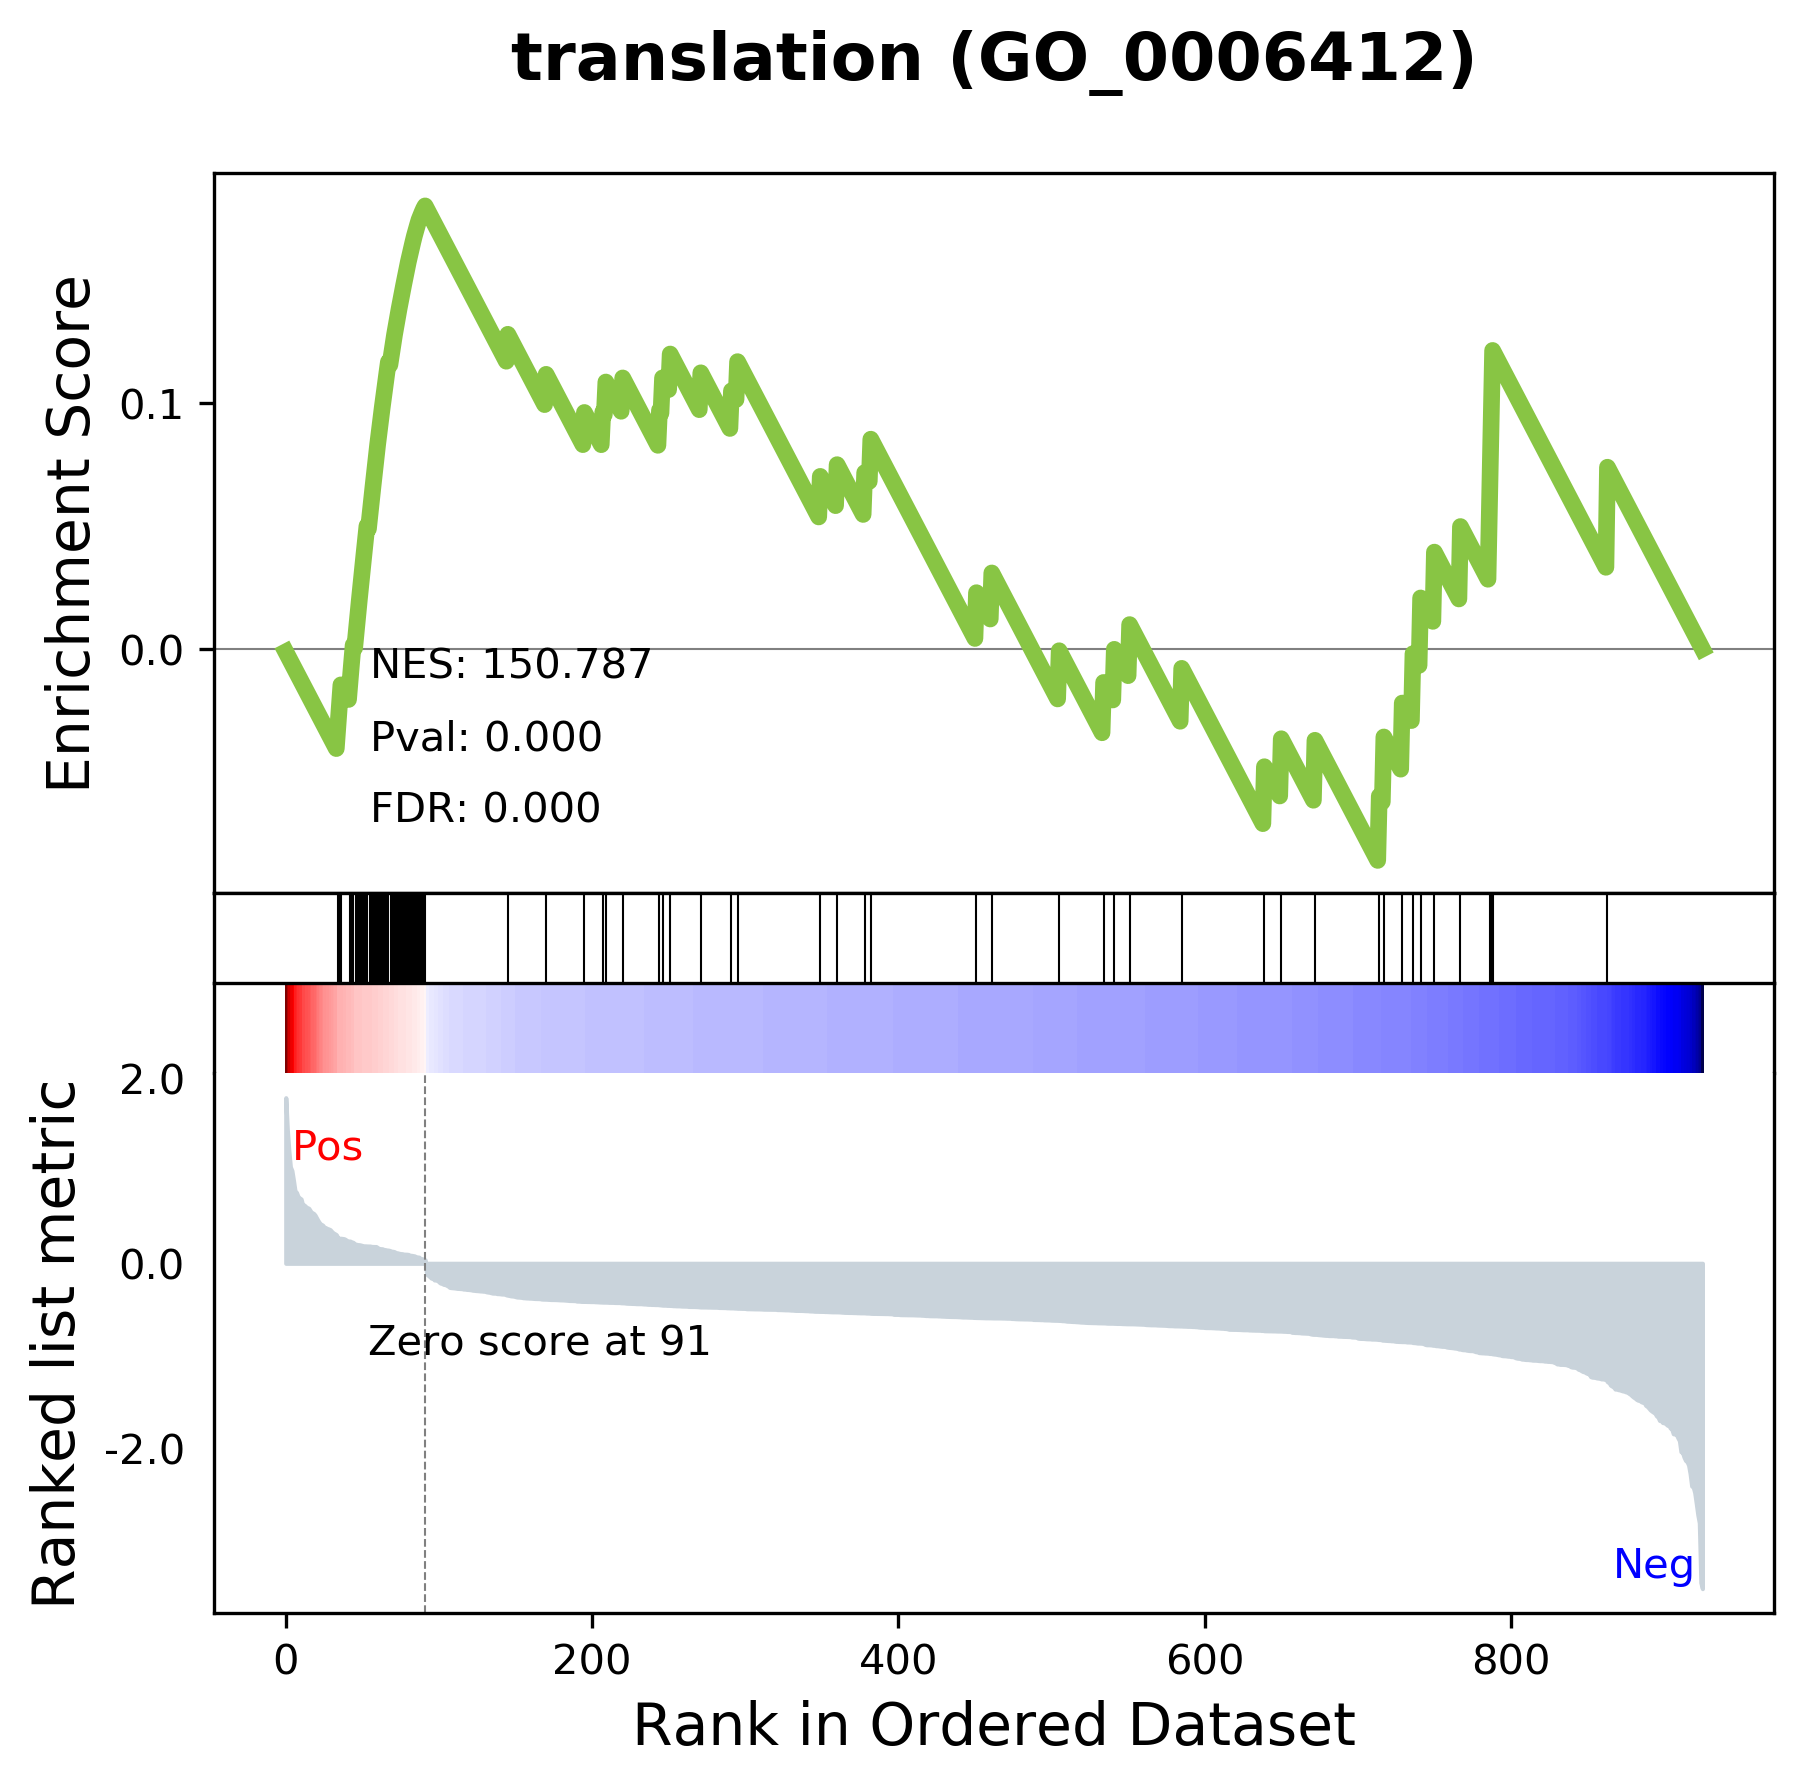 translation (GO_0006412)
Enrichment Score
0.1
0.0
NES: 150.787
Pval: 0.000
FDR: 0.000
Ranked list metric
2.0
0.0
-2.0
Pos
Zero score at 91
Neg
0 200 400 600 800
Rank in Ordered Dataset